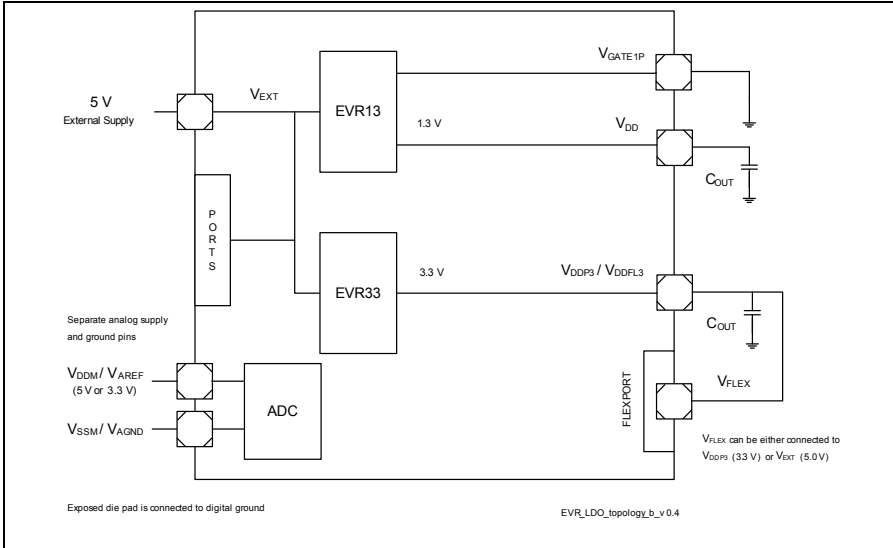 5 V
External Supply
VEXT
EVR13
VGATE1P
1.3 V
VDD
COUT
PORTS
EVR33
3.3 V
VDDP3 / VDDFL3
COUT
Separate analog supply
and ground pins
VDDM / VAREF
(5 V or 3.3 V)
VSSM / VAGND
ADC
FLEXPORT
VFLEX
VFLEX can be either connected to
VDDP3 (3.3 V) or VEXT (5.0 V)
Exposed die pad is connected to digital ground
EVR_LDO_topology_b_v 0.4